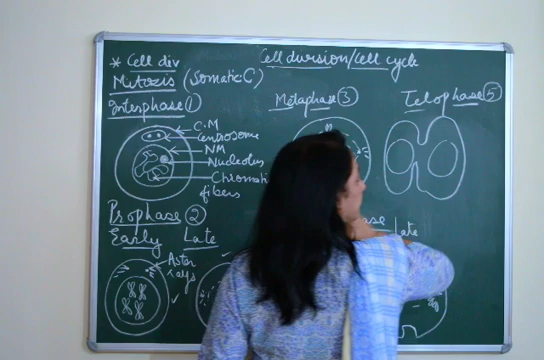 * Cell div
Cell division/Cell cycle
Mitosis (Somatic C)
Interphase 1
C.M
Centrosome
NM
Nucleolus
Chromati
fibers
Prophase 2
Early Late
Aster
rays
Metaphase 3
Telophase 5
ase
Late